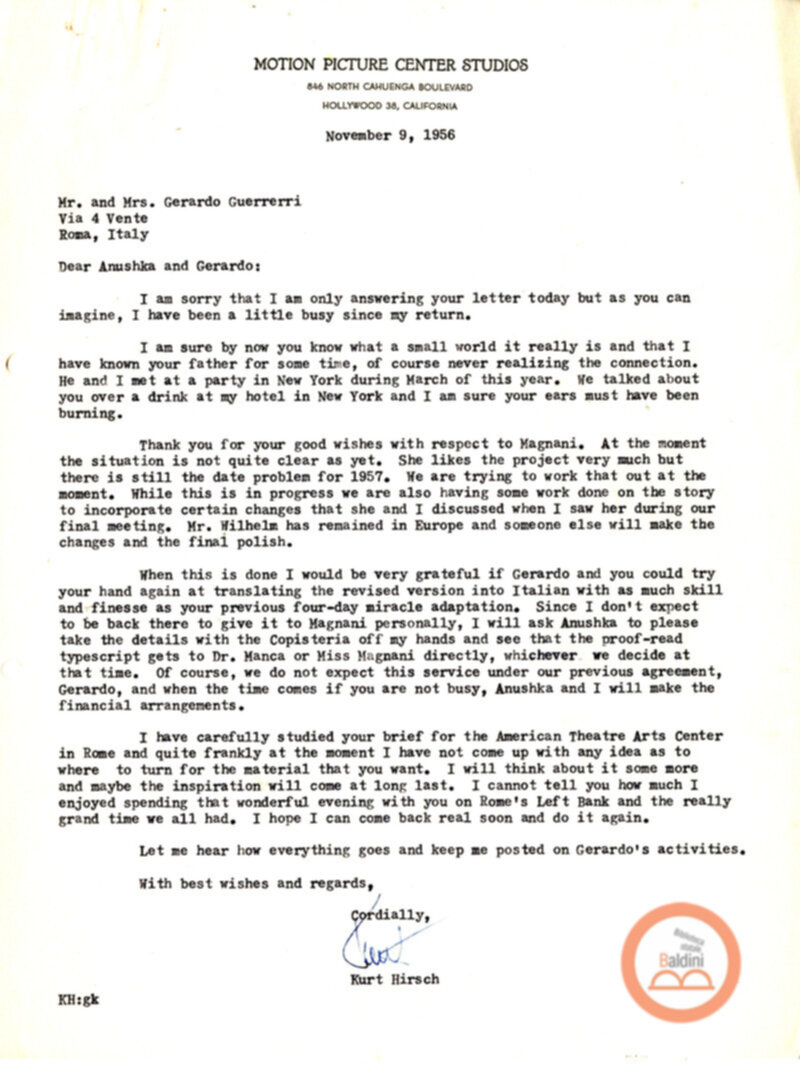 MOTION PICTURE CENTER STUDIOS
846 NORTH CAHUENGA BOULEVARD
HOLLYWOOD 38, CALIFORNIA
November 9, 1956
Mr. and Mrs. Gerardo Guerrerri
Via 4 Vente
Roma, Italy
Dear Anushka and Gerardo:
I am sorry that I am only answering your letter today but as you can
imagine, I have been a little busy since my return.
I am sure by now you know what a small world it really is and that I
have known your father for some time, of course never realizing the connection.
He and I met at a party in New York during March of this year. We talked about
you over a drink at my hotel in New York and I am sure your ears must have been
burning.
Thank you for your good wishes with respect to Magnani. At the moment
the situation is not quite clear as yet. She likes the project very much but
there is still the date problem for 1957. We are trying to work that out at the
moment. While this is in progress we are also having some work done on the story
to incorporate certain changes that she and I discussed when I saw her during our
final meeting. Mr. Wilhelm has remained in Europe and someone else will make the
changes and the final polish.
When this is done I would be very grateful if Gerardo and you could try
your hand again at translating the revised version into Italian with as much skill
and finesse as your previous four-day miracle adaptation. Since I don't expect
to be back there to give it to Magnani personally, I will ask Anushka to please
take the details with the Copisteria off my hands and see that the proof-read
typescript gets to Dr. Manca or Miss Magnani directly, whichever we decide at
that time. Of course, we do not expect this service under our previous agreement,
Gerardo, and when the time comes if you are not busy, Anushka and I will make the
financial arrangements.
I have carefully studied your brief for the American Theatre Arts Center
in Rome and quite frankly at the moment I have not come up with any idea as to
where to turn for the material that you want. I will think about it some more
and maybe the inspiration will come at long last. I cannot tell you how much I
enjoyed spending that wonderful evening with you on Rome's Left Bank and the really
grand time we all had. I hope I can come back real soon and do it again.
Let me hear how everything goes and keep me posted on Gerardo's activities.
With best wishes and regards,
Cordially,
Kurt
Kurt Hirsch
KH:gk
Biblioteca
statale
Baldini